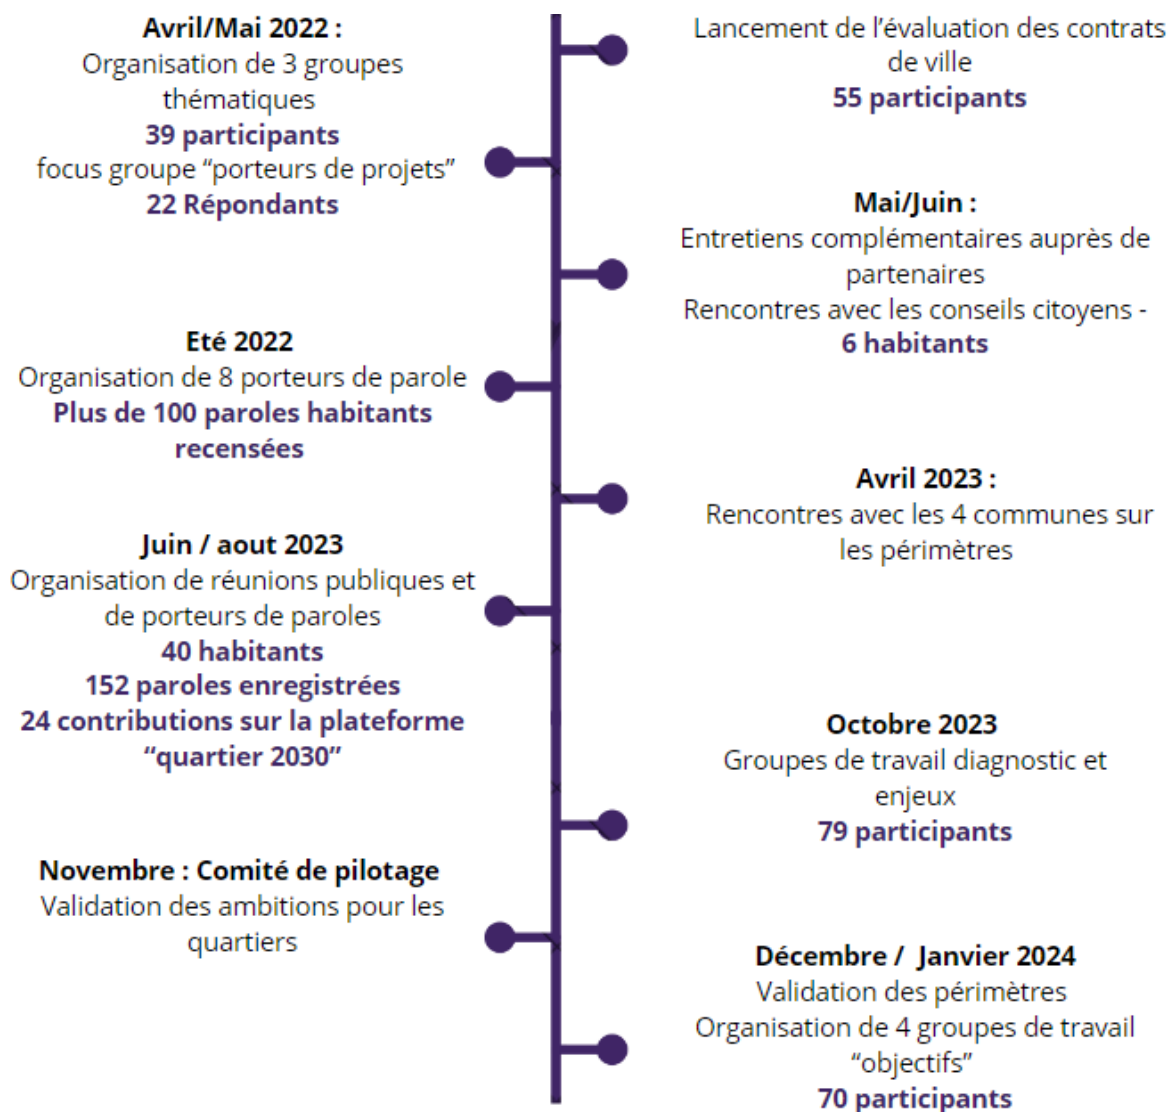 Lancement de l’évaluation des contrats
de ville
55 participants
Avril/Mai 2022 :
Organisation de 3 groupes
thématiques
39 participants
focus groupe “porteurs de projets”
22 Répondants
Mai/Juin :
Entretiens complémentaires auprès de
partenaires
Rencontres avec les conseils citoyens -
6 habitants
Eté 2022
Organisation de 8 porteurs de parole
Plus de 100 paroles habitants
recensées
Avril 2023 :
Rencontres avec les 4 communes sur
les périmètres
Juin / aout 2023
Organisation de réunions publiques et
de porteurs de paroles
40 habitants
152 paroles enregistrées
24 contributions sur la plateforme
“quartier 2030”
Octobre 2023
Groupes de travail diagnostic et
enjeux
79 participants
Novembre : Comité de pilotage
Validation des ambitions pour les
quartiers
Décembre / Janvier 2024
Validation des périmètres
Organisation de 4 groupes de travail
“objectifs”
70 participants